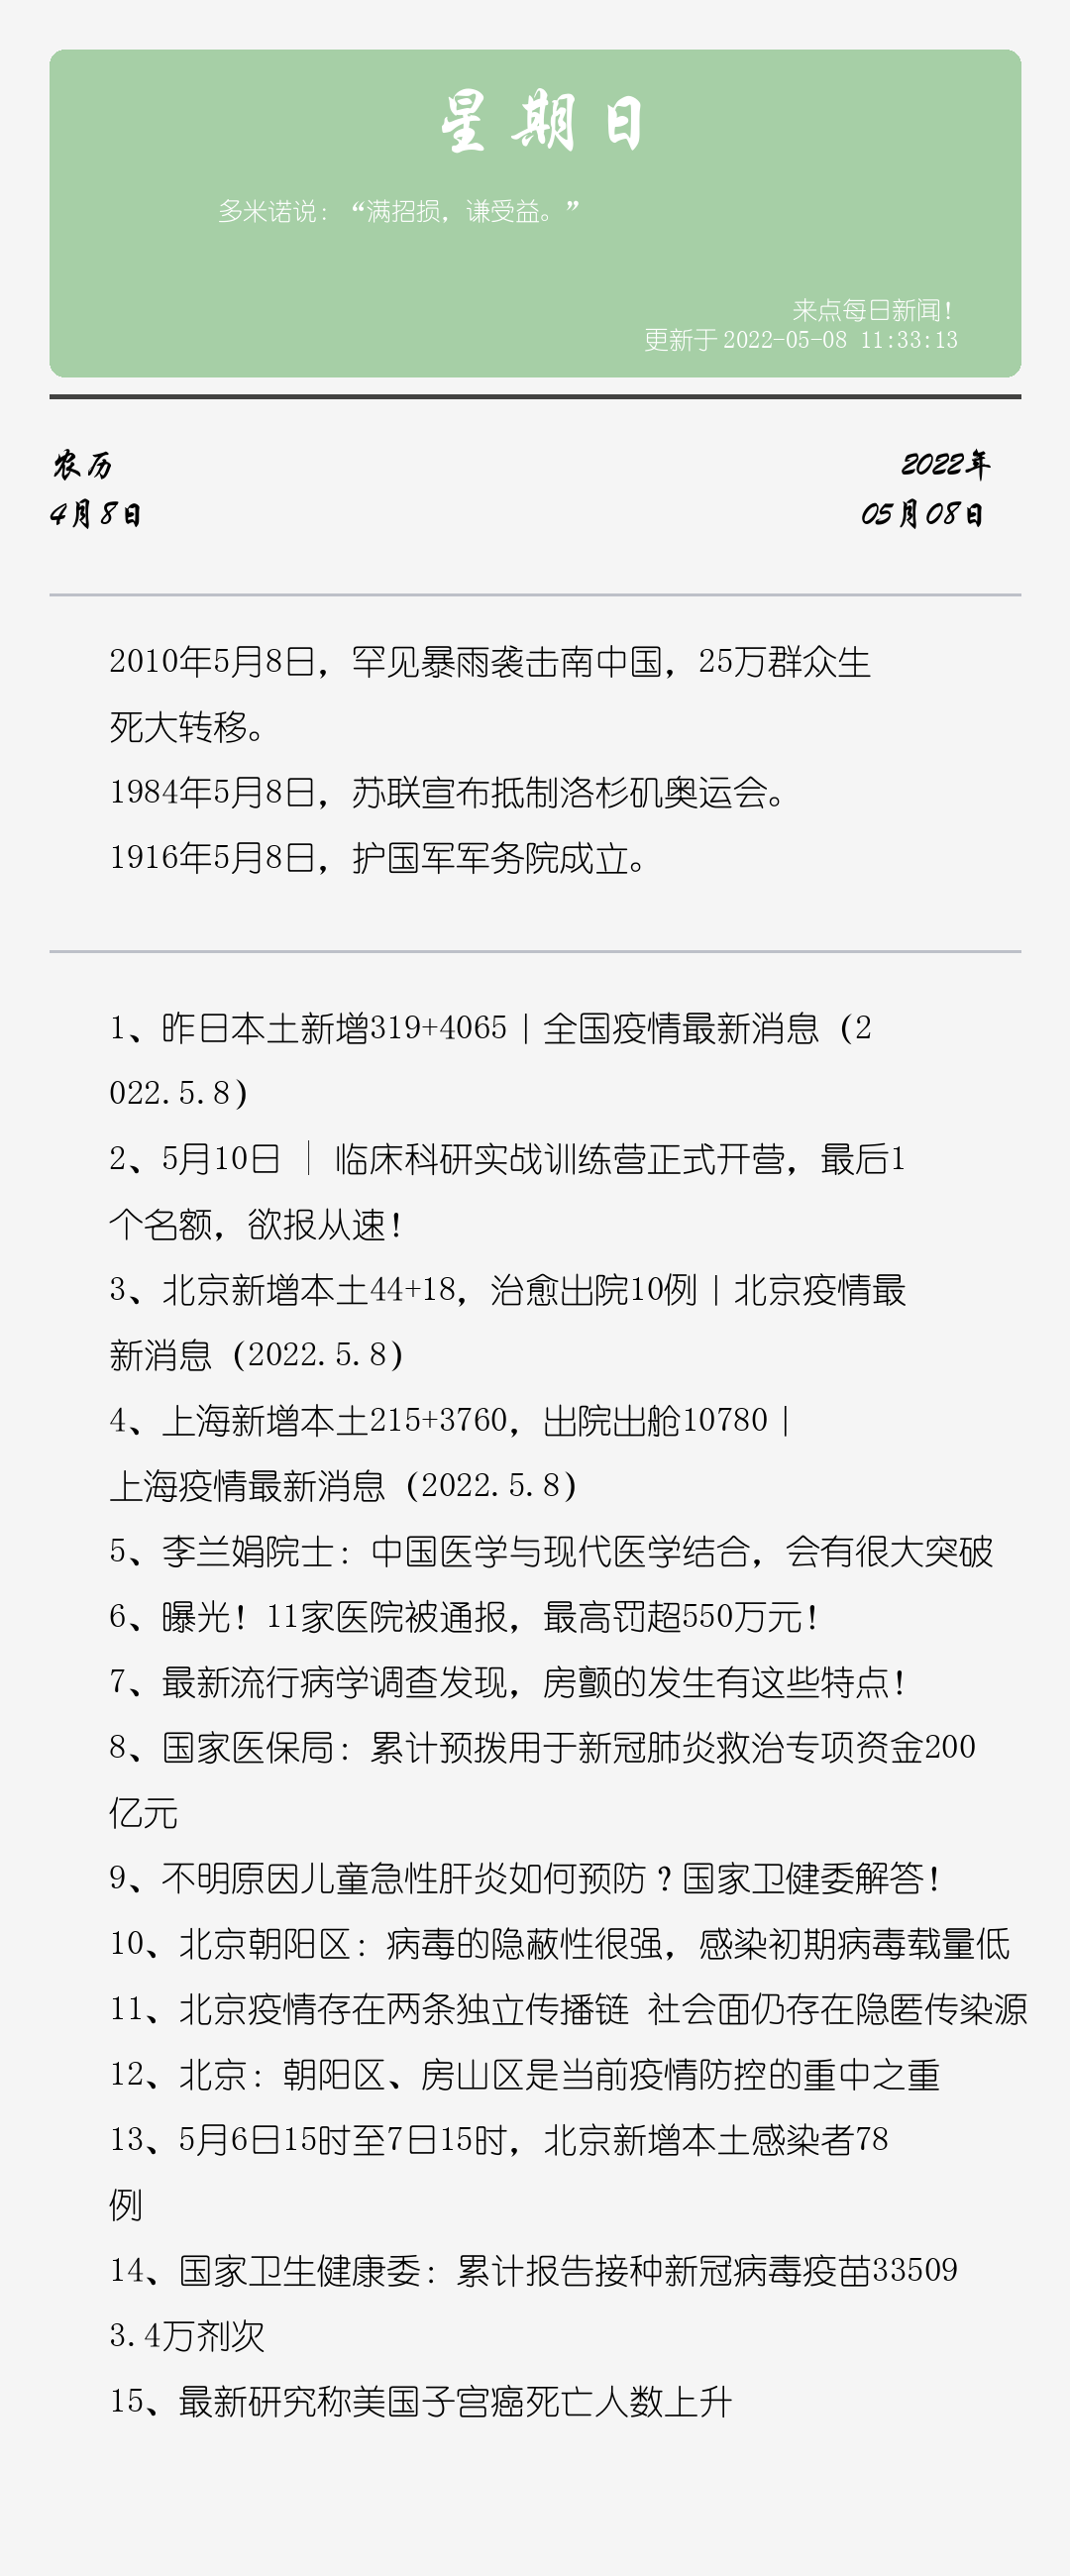 星期日
多米诺说：“满招损，谦受益。”
来点每日新闻！
更新于 2022-05-08 11:33:13
农历
2022年
4月8日
05月08日
2010年5月8日，罕见暴雨袭击南中国，25万群众生
死大转移。
1984年5月8日，苏联宣布抵制洛杉矶奥运会。
1916年5月8日，护国军军务院成立。
1、昨日本土新增319+4065｜全国疫情最新消息（2
022.5.8）
2、5月10日 │ 临床科研实战训练营正式开营，最后1
个名额，欲报从速！
3、北京新增本土44+18，治愈出院10例｜北京疫情最
新消息（2022.5.8）
4、上海新增本土215+3760，出院出舱10780｜
上海疫情最新消息（2022.5.8）
5、李兰娟院士：中国医学与现代医学结合，会有很大突破
6、曝光！11家医院被通报，最高罚超550万元！
7、最新流行病学调查发现，房颤的发生有这些特点！
8、国家医保局：累计预拨用于新冠肺炎救治专项资金200
亿元
9、不明原因儿童急性肝炎如何预防？国家卫健委解答！
10、北京朝阳区：病毒的隐蔽性很强，感染初期病毒载量低
11、北京疫情存在两条独立传播链 社会面仍存在隐匿传染源
12、北京：朝阳区、房山区是当前疫情防控的重中之重
13、5月6日15时至7日15时，北京新增本土感染者78
例
14、国家卫生健康委：累计报告接种新冠病毒疫苗33509
3.4万剂次
15、最新研究称美国子宫癌死亡人数上升